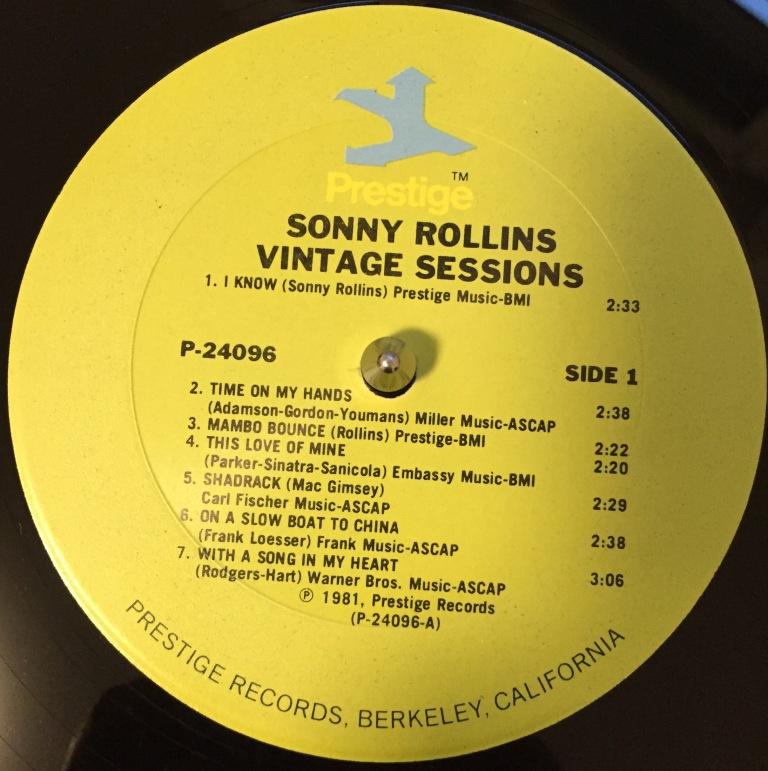 TM
Prestige
SONNY ROLLINS
VINTAGE SESSIONS
1. I KNOW (Sonny Rollins) Prestige Music-BMI 2:33
P-24096 SIDE 1
2. TIME ON MY HANDS
(Adamson-Gordon-Youmans) Miller Music-ASCAP 2:38
3. MAMBO BOUNCE (Rollins) Prestige-BMI 2:22
4. THIS LOVE OF MINE
(Parker-Sinatra-Sanicola) Embassy Music-BMI 2:20
5. SHADRACK (Mac Gimsey)
Carl Fischer Music-ASCAP 2:29
6. ON A SLOW BOAT TO CHINA
(Frank Loesser) Frank Music-ASCAP 2:38
7. WITH A SONG IN MY HEART
(Rodgers-Hart) Warner Bros. Music-ASCAP 3:06
℗ 1981, Prestige Records
(P-24096-A)
PRESTIGE RECORDS, BERKELEY, CALIFORNIA